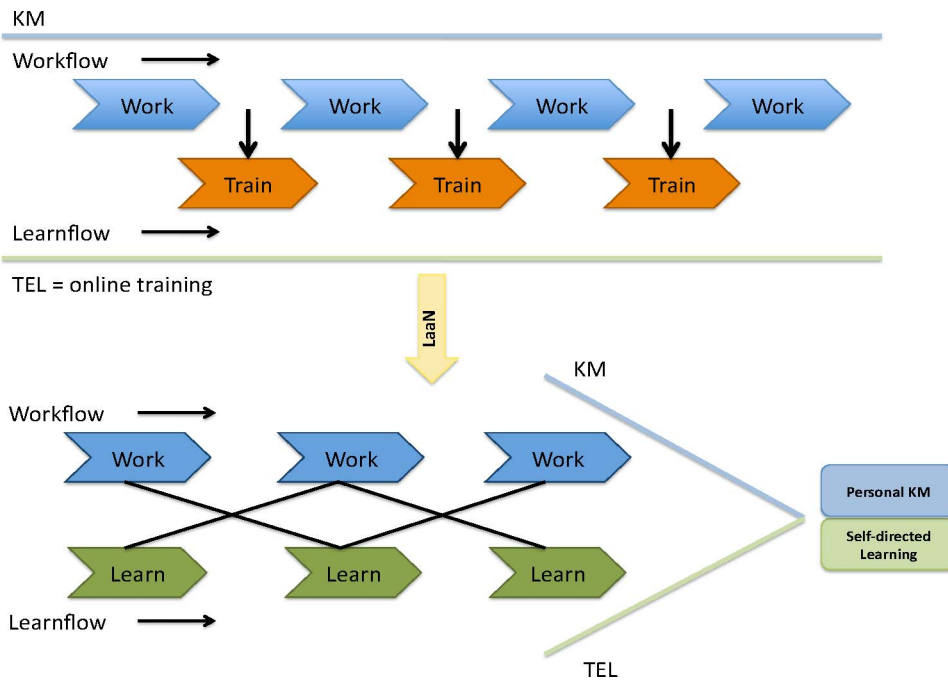 KM
Workflow
Work Work Work Work
Train Train Train
Learnflow
TEL = online training
LaaN
KM
Workflow
Work Work Work
Personal KM
Self-directed
Learning
Learn Learn Learn
Learnflow
TEL